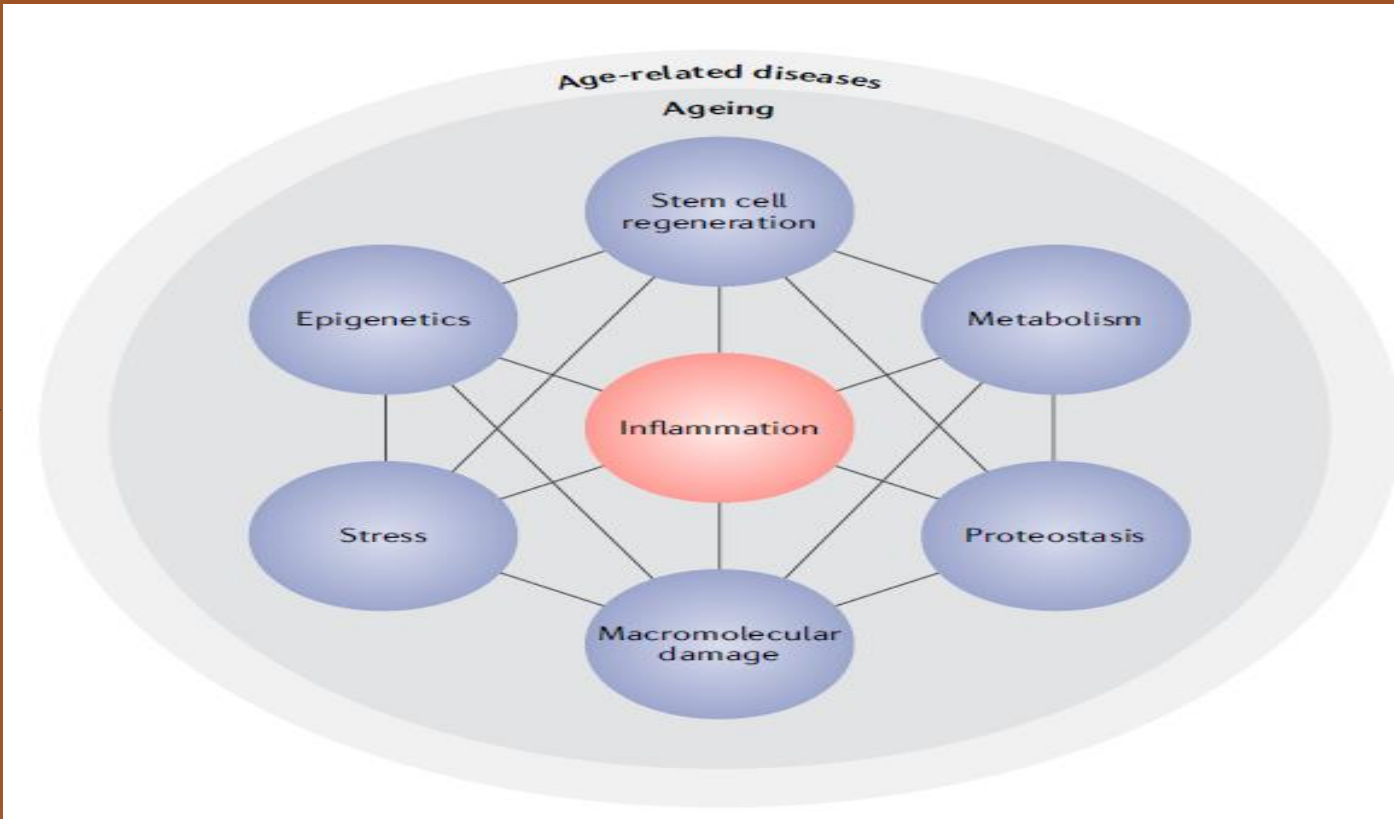 Age-related diseases
Ageing
Stem cell
regeneration
Epigenetics
Metabolism
Inflammation
Stress
Proteostasis
Macromolecular
damage